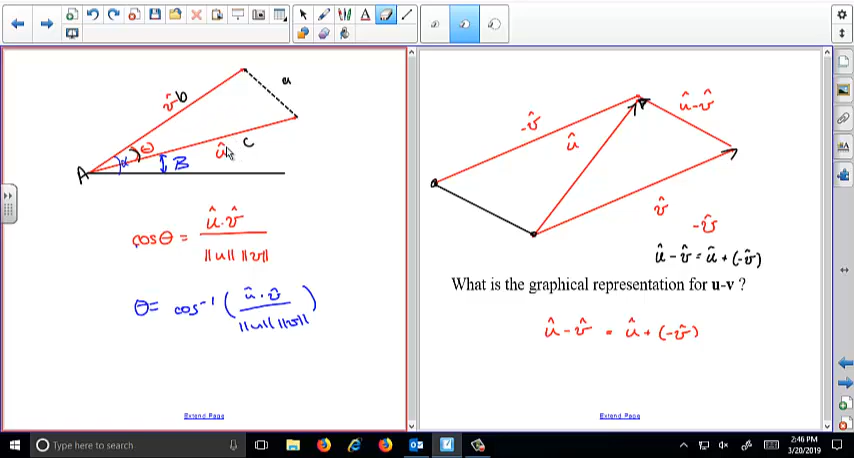 v̂ b
a
c
θ
α
û
B
A
cosθ = û·v̂ / ||u|| ||v||
θ = cos⁻¹ ( û·v̂ / ||u|| ||v|| )
Extend Page
-v̂
û
û-v̂
v̂
-v̂
û - v̂ = û + (-v̂)
What is the graphical representation for u-v ?
û - v̂ = û + (-v̂)
Extend Page
Type here to search
2:46 PM
3/20/2019